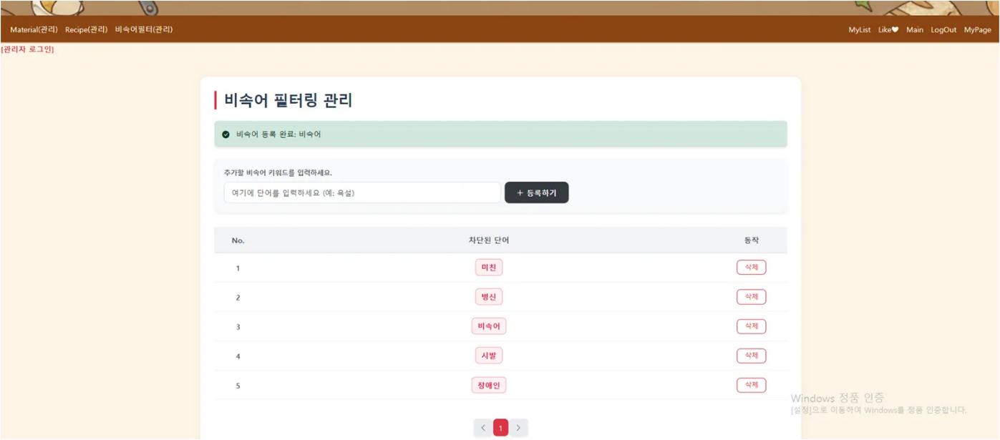 Material(관리) Recipe(관리) 비속어필터(관리) MyList Like♥ Main LogOut MyPage
[관리자 로그인]
비속어 필터링 관리
비속어 등록 완료: 비속어
추가할 비속어 키워드를 입력하세요.
여기에 단어를 입력하세요 (예: 욕설) + 등록하기
No. 차단된 단어 동작
1 미친 삭제
2 병신 삭제
3 비속어 삭제
4 시발 삭제
5 장애인 삭제
< 1 >
Windows 정품 인증
[설정]으로 이동하여 Windows를 정품 인증합니다.